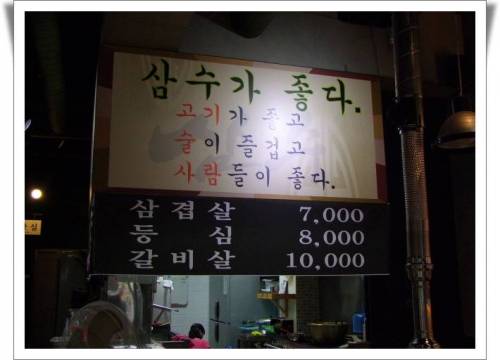 삼수가 좋다.
고기가 좋고
술이 즐겁고
사람들이 좋다.
삼겹살 7,000
등심 8,000
갈비살 10,000